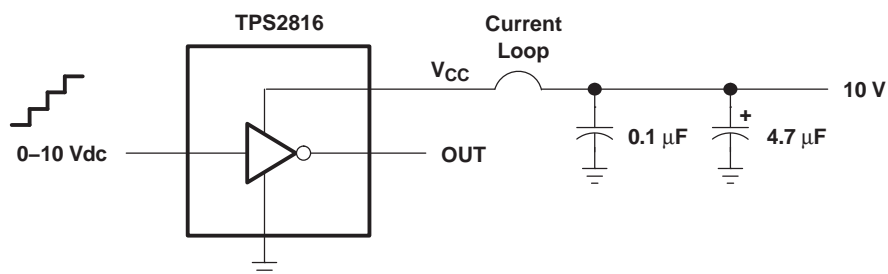 TPS2816
Current
Loop
VCC
10 V
0.1 μF
+
4.7 μF
0–10 Vdc
OUT